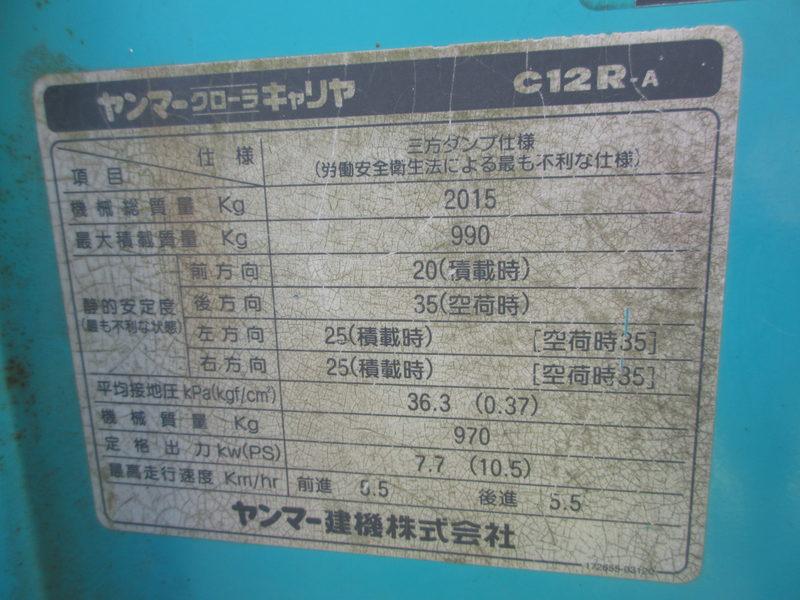 ヤンマークローラキャリヤ C12R-A
項目 仕様 三方ダンプ仕様
(労働安全衛生法による最も不利な仕様)
機械総質量 Kg 2015
最大積載質量 Kg 990
静的安定度
(最も不利な状態)
前方向 20(積載時)
後方向 35(空荷時)
左方向 25(積載時) [空荷時35]
右方向 25(積載時) [空荷時35]
平均接地圧 kPa(kgf/cm²) 36.3 (0.37)
機械質量 Kg 970
定格出力 kw(PS) 7.7 (10.5)
最高走行速度 Km/hr 前進 5.5 後進 5.5
ヤンマー建機株式会社
172655-03120